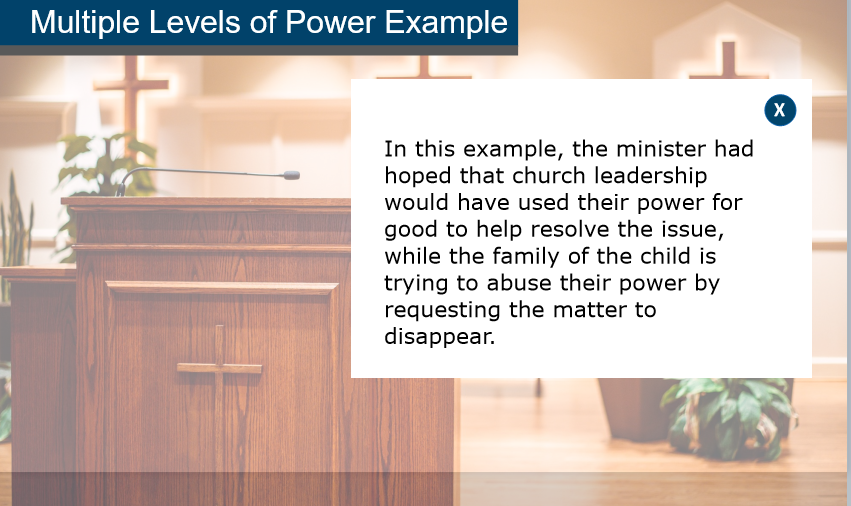 Multiple Levels of Power Example
X
In this example, the minister had
hoped that church leadership
would have used their power for
good to help resolve the issue,
while the family of the child is
trying to abuse their power by
requesting the matter to
disappear.